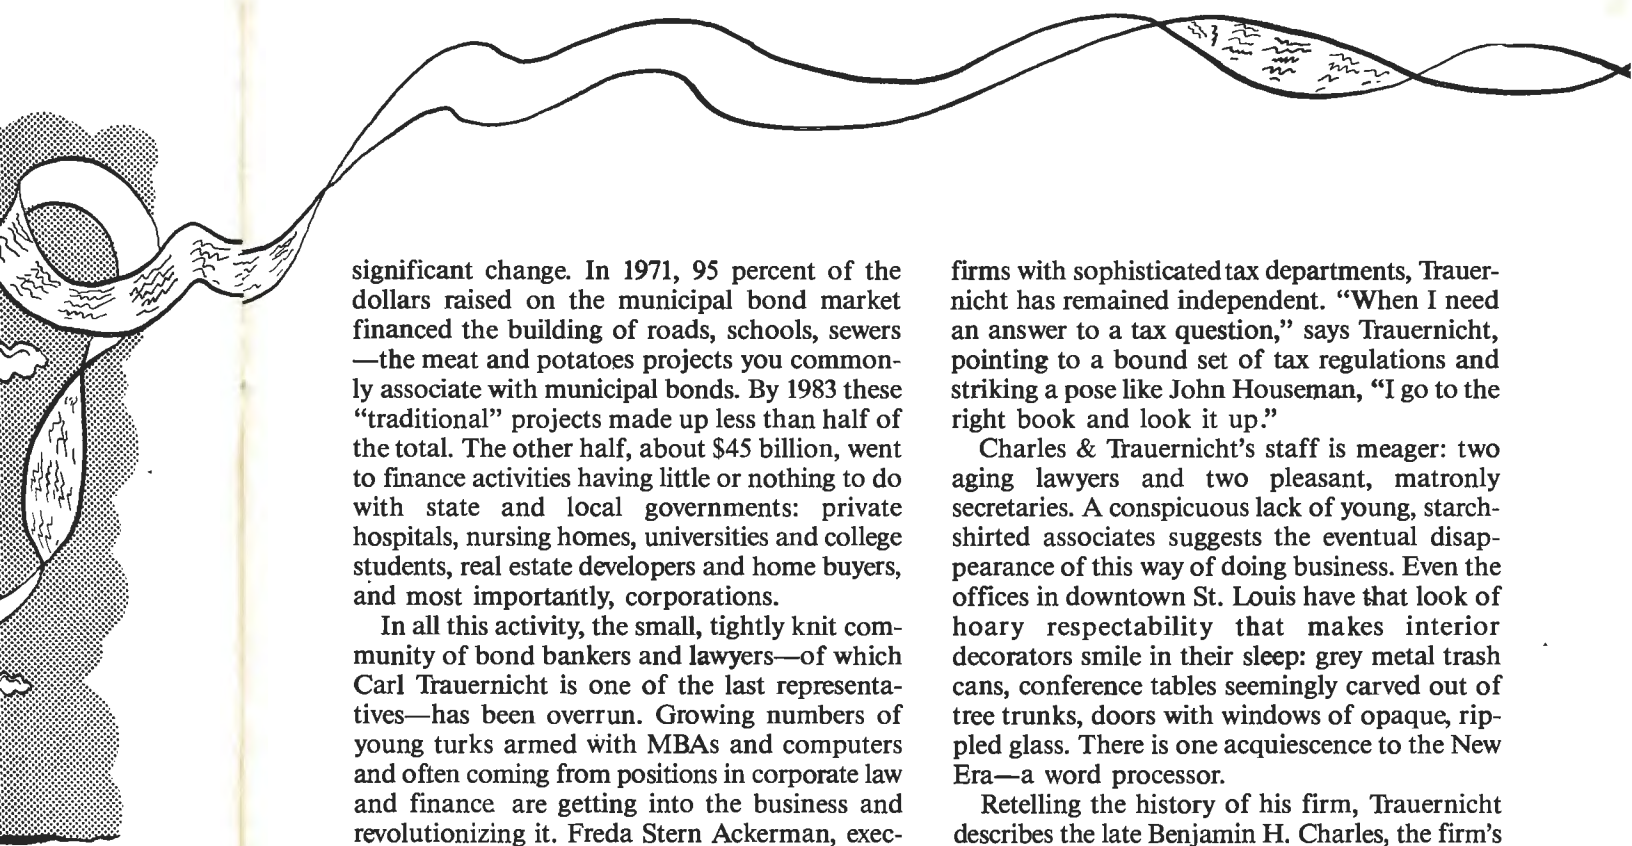 significant change. In 1971, 95 percent of the
dollars raised on the municipal bond market
financed the building of roads, schools, sewers
—the meat and potatoes projects you common-
ly associate with municipal bonds. By 1983 these
“traditional” projects made up less than half of
the total. The other half, about $45 billion, went
to finance activities having little or nothing to do
with state and local governments: private
hospitals, nursing homes, universities and college
students, real estate developers and home buyers,
and most importantly, corporations.
In all this activity, the small, tightly knit com-
munity of bond bankers and lawyers—of which
Carl Trauernicht is one of the last representa-
tives—has been overrun. Growing numbers of
young turks armed with MBAs and computers
and often coming from positions in corporate law
and finance are getting into the business and
revolutionizing it. Freda Stern Ackerman, exec-
firms with sophisticated tax departments, Trauer-
nicht has remained independent. “When I need
an answer to a tax question,” says Trauernicht,
pointing to a bound set of tax regulations and
striking a pose like John Houseman, “I go to the
right book and look it up.”
Charles & Trauernicht's staff is meager: two
aging lawyers and two pleasant, matronly
secretaries. A conspicuous lack of young, starch-
shirted associates suggests the eventual disap-
pearance of this way of doing business. Even the
offices in downtown St. Louis have that look of
hoary respectability that makes interior
decorators smile in their sleep: grey metal trash
cans, conference tables seemingly carved out of
tree trunks, doors with windows of opaque, rip-
pled glass. There is one acquiescence to the New
Era—a word processor.
Retelling the history of his firm, Trauernicht
describes the late Benjamin H. Charles, the firm's